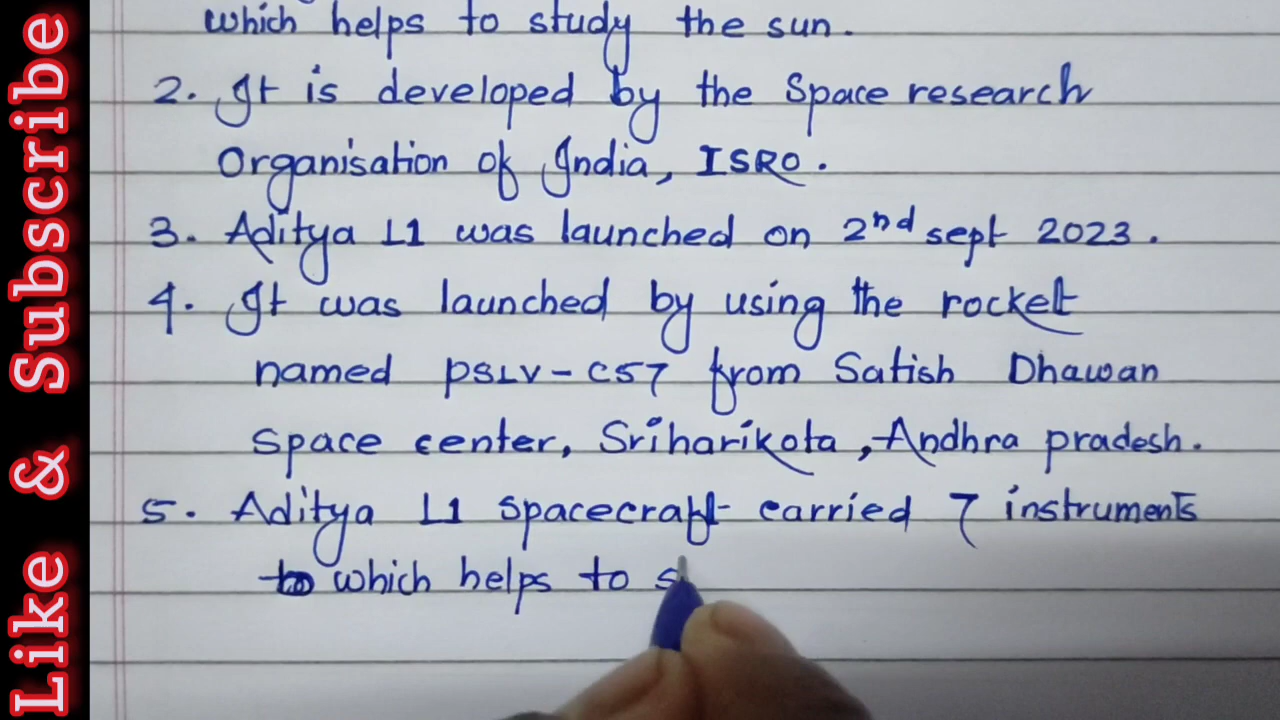 Like & Subscribe
which helps to study the sun.
2. It is developed by the Space research
Organisation of India, ISRO.
3. Aditya L1 was launched on 2nd sept 2023.
4. It was launched by using the rocket
named PSLV-C57 from Satish Dhawan
Space center, Sriharikota, Andhra pradesh.
5. Aditya L1 spacecraft carried 7 instruments
which helps to s